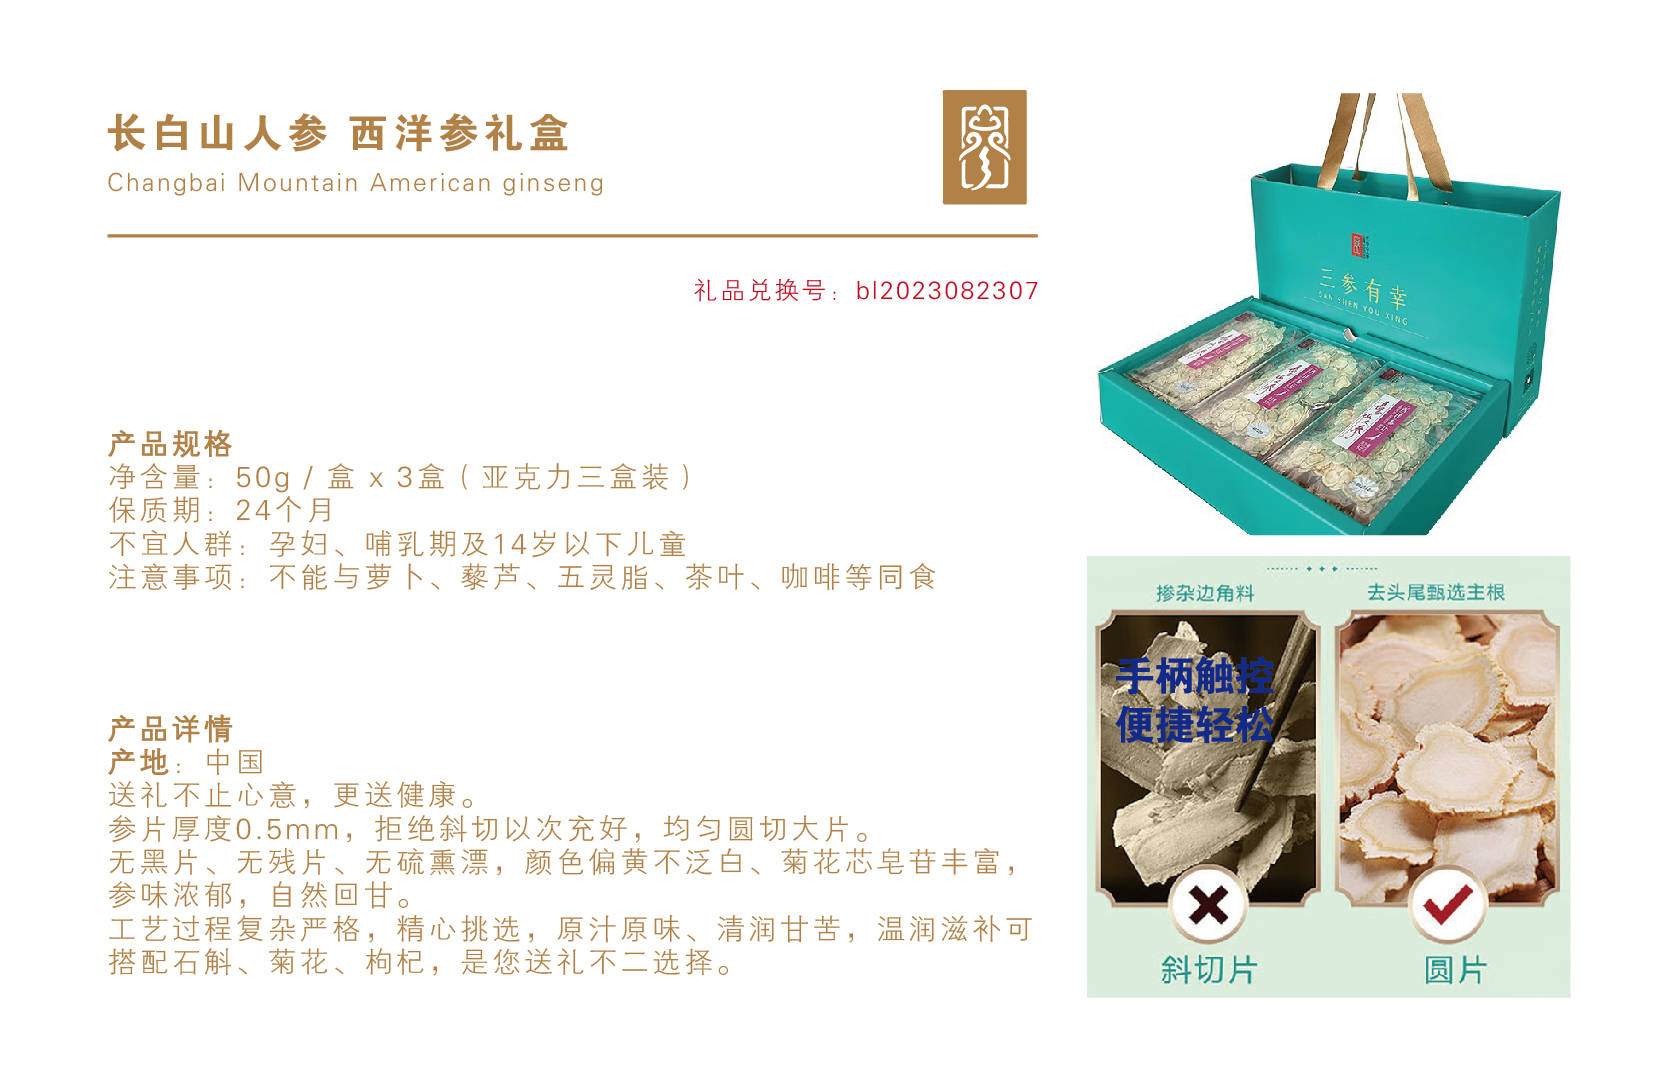 长白山人参 西洋参礼盒
Changbai Mountain American ginseng
礼品兑换号：bl2023082307
产品规格
净含量：50g / 盒 x 3盒（亚克力三盒装）
保质期：24个月
不宜人群：孕妇、哺乳期及14岁以下儿童
注意事项：不能与萝卜、藜芦、五灵脂、茶叶、咖啡等同食
产品详情
产地：中国
送礼不止心意，更送健康。
参片厚度0.5mm，拒绝斜切以次充好，均匀圆切大片。
无黑片、无残片、无硫熏漂，颜色偏黄不泛白、菊花芯皂苷丰富，
参味浓郁，自然回甘。
工艺过程复杂严格，精心挑选，原汁原味、清润甘苦，温润滋补可
搭配石斛、菊花、枸杞，是您送礼不二选择。
三参有幸
SAN SHEN YOU XING
掺杂边角料
去头尾甄选主根
手柄触控
便捷轻松
斜切片
圆片